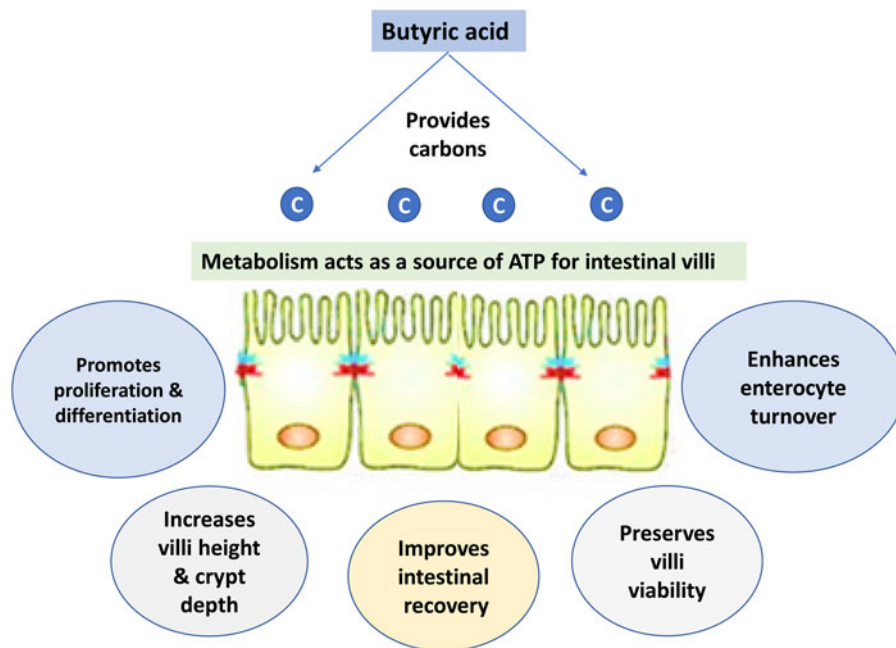 Butyric acid
Provides
carbons
C C C C
Metabolism acts as a source of ATP for intestinal villi
Promotes
proliferation &
differentiation
Enhances
enterocyte
turnover
Increases
villi height
& crypt
depth
Improves
intestinal
recovery
Preserves
villi
viability